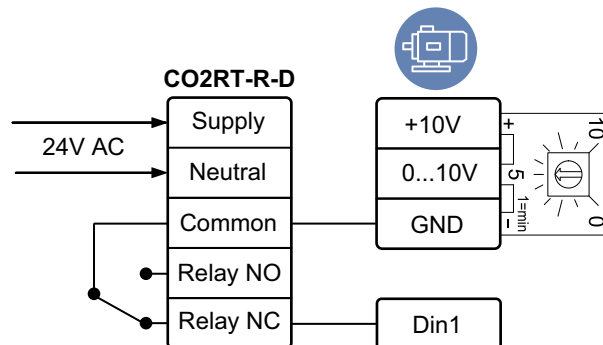 CO2RT-R-D
24V AC
Supply
Neutral
Common
Relay NO
Relay NC
+10V
0...10V
GND
Din1
+
-
10
5
1=min
0